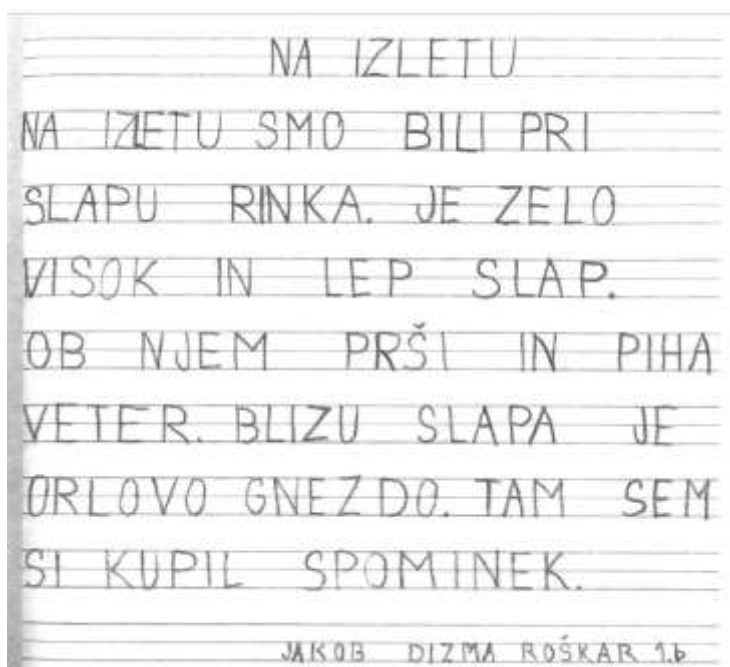 NA IZLETU
NA IZLETU SMO BILI PRI
SLAPU RINKA. JE ZELO
VISOK IN LEP SLAP.
OB NJEM PRŠI IN PIHA
VETER. BLIZU SLAPA JE
ORLOVO GNEZDO. TAM SEM
SI KUPIL SPOMINEK.
JAKOB DIZMA ROŠKAR 1.b